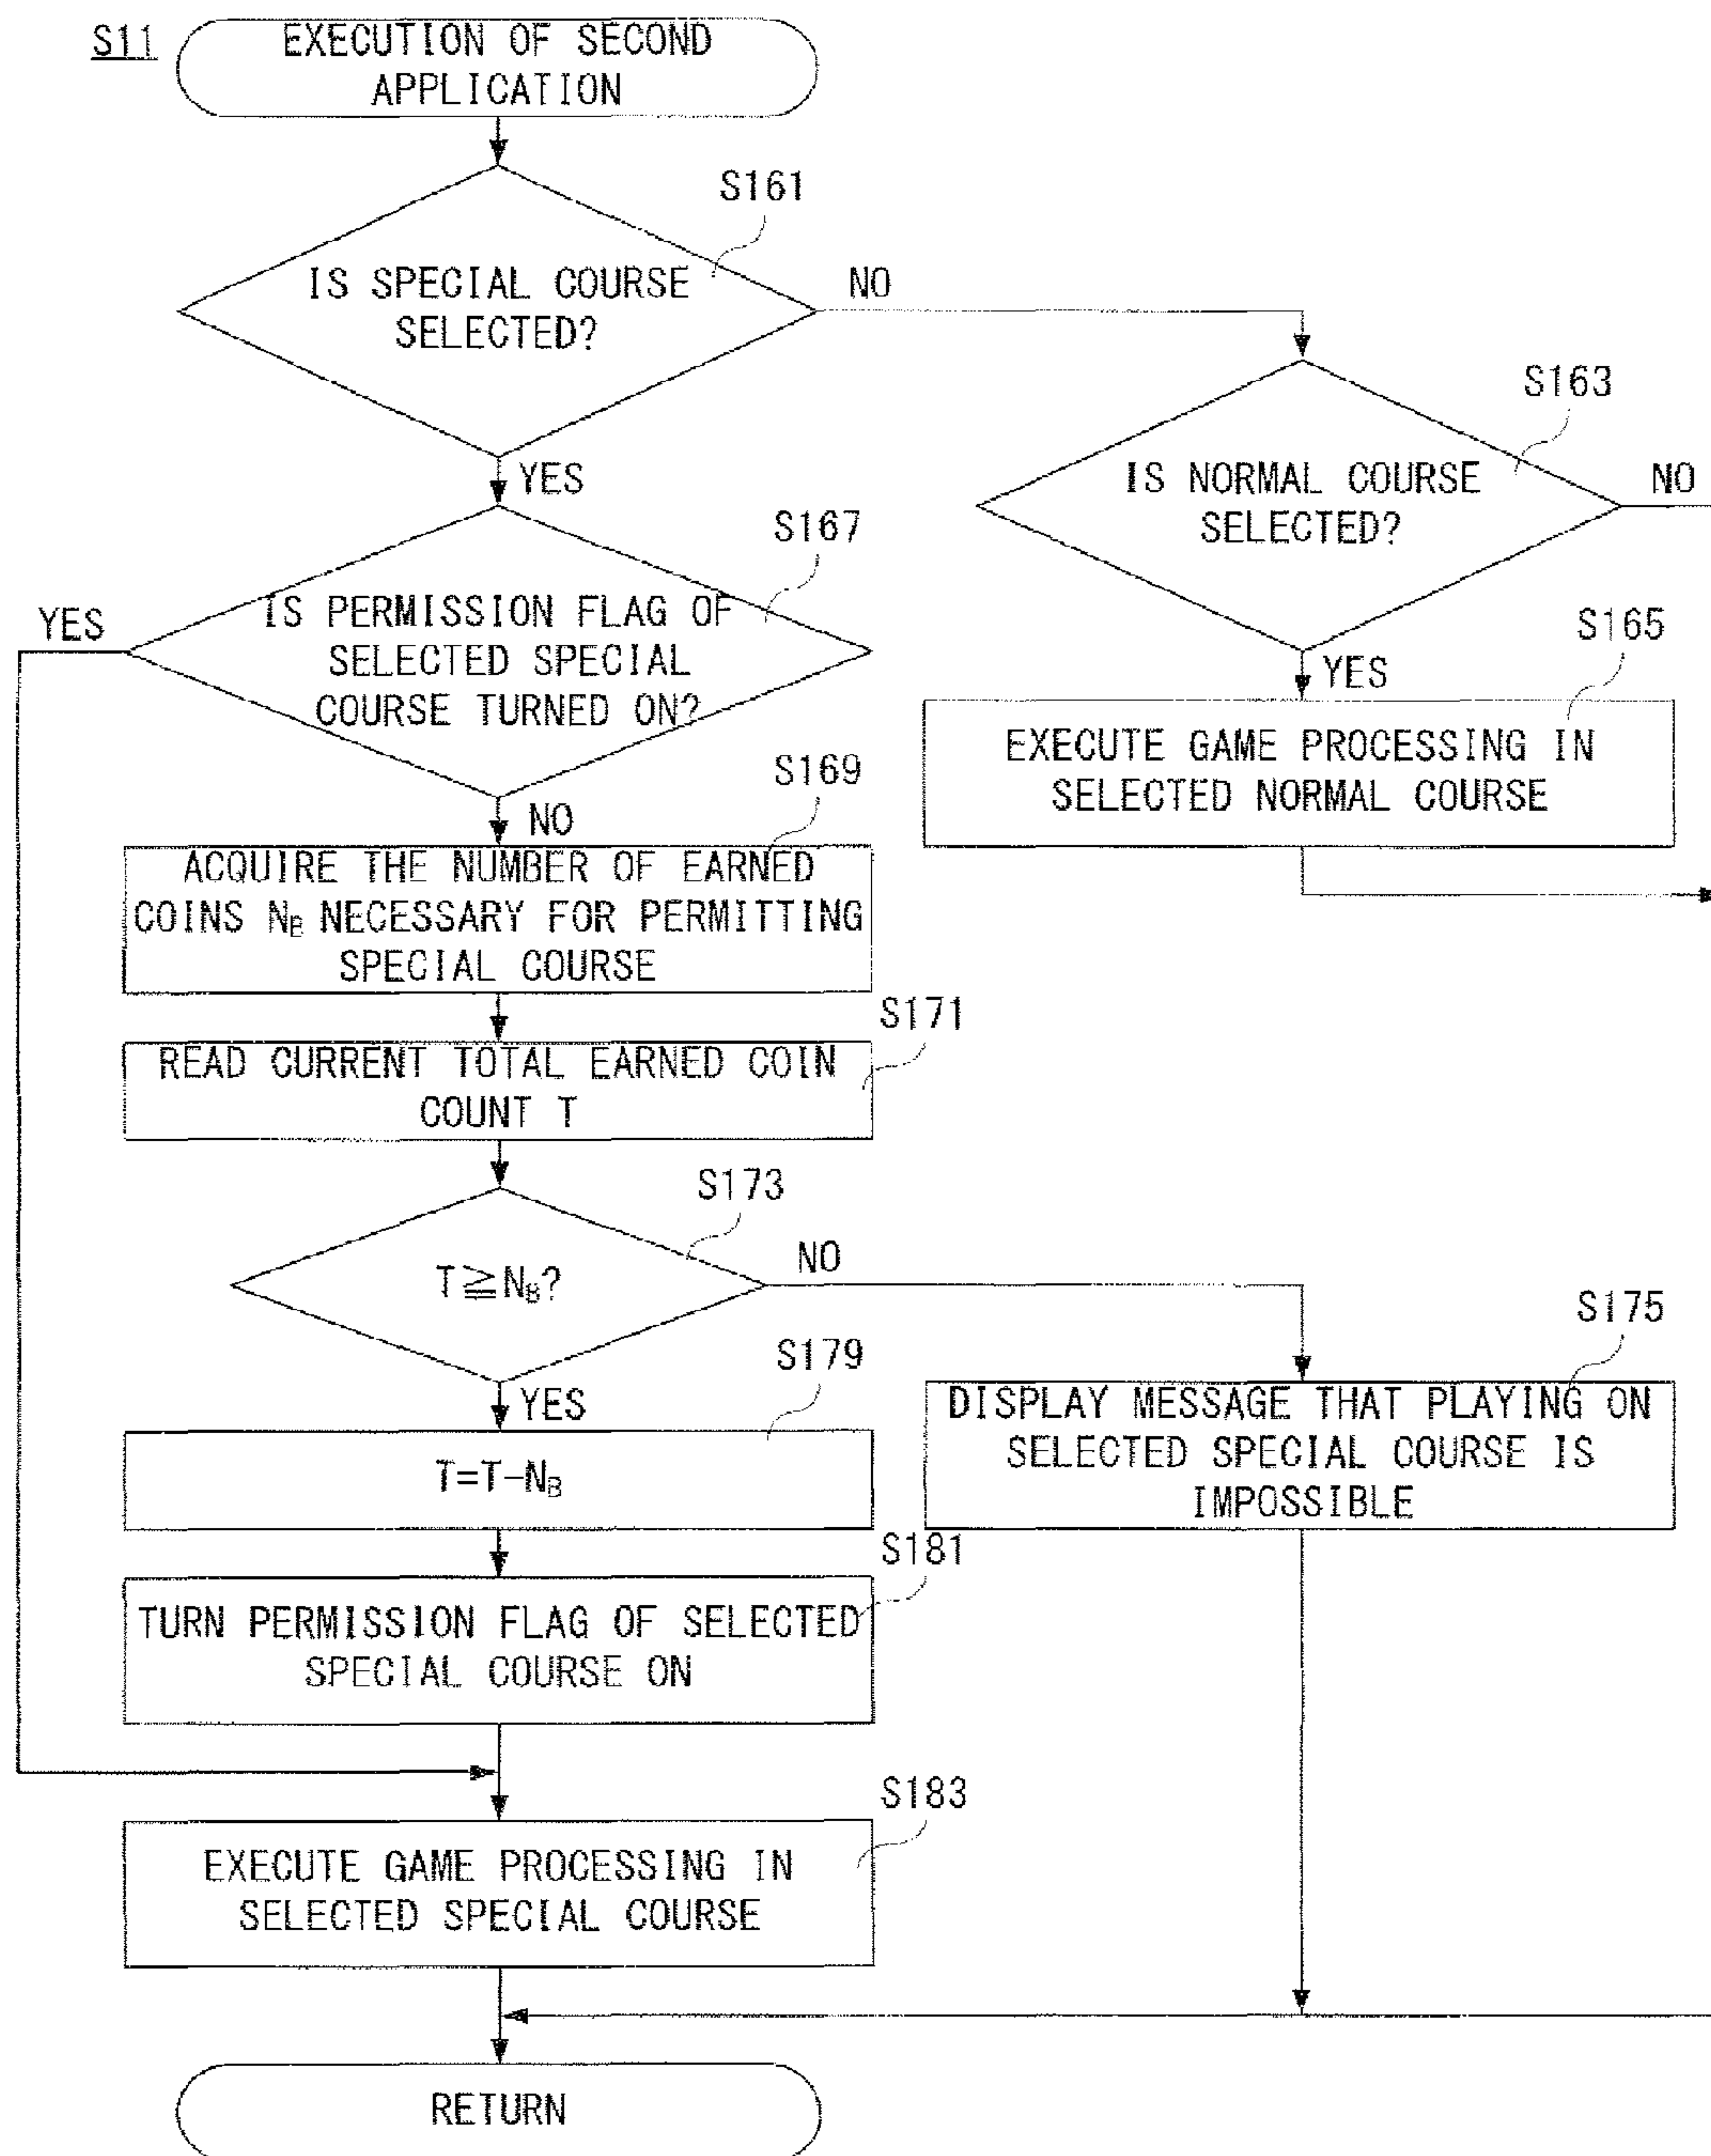 S11
EXECUTION OF SECOND
APPLICATION
S161
IS SPECIAL COURSE
SELECTED?
NO
S163
IS NORMAL COURSE
SELECTED?
NO
YES
S167
YES
IS PERMISSION FLAG OF
SELECTED SPECIAL
COURSE TURNED ON?
S165
YES
EXECUTE GAME PROCESSING IN
SELECTED NORMAL COURSE
S169
NO
ACQUIRE THE NUMBER OF EARNED
COINS NB NECESSARY FOR PERMITTING
SPECIAL COURSE
S171
READ CURRENT TOTAL EARNED COIN
COUNT T
S173
T≧NB?
NO
S175
DISPLAY MESSAGE THAT PLAYING ON
SELECTED SPECIAL COURSE IS
IMPOSSIBLE
S179
YES
T=T-NB
S181
TURN PERMISSION FLAG OF SELECTED
SPECIAL COURSE ON
S183
EXECUTE GAME PROCESSING IN
SELECTED SPECIAL COURSE
RETURN